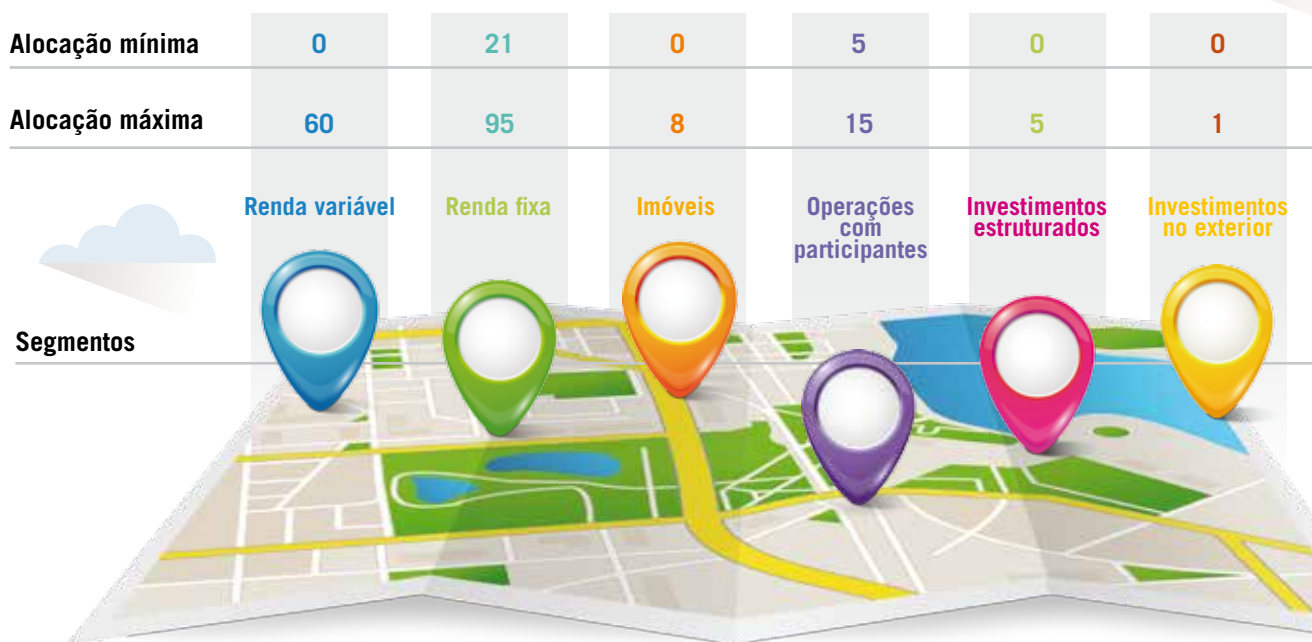 Alocação mínima 0 21 0 5 0 0
Alocação máxima 60 95 8 15 5 1
Renda variável Renda fixa Imóveis Operações com participantes Investimentos estruturados Investimentos no exterior
Segmentos